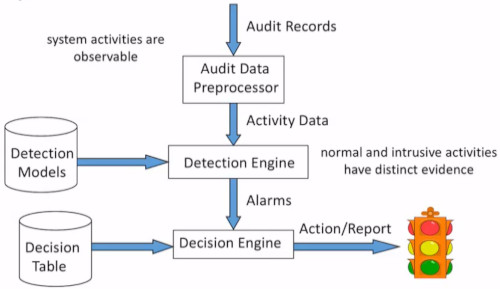 Audit Records
system activities are
observable
Audit Data
Preprocessor
Activity Data
Detection
Models
Detection Engine
normal and intrusive activities
have distinct evidence
Alarms
Decision
Table
Decision Engine
Action/Report